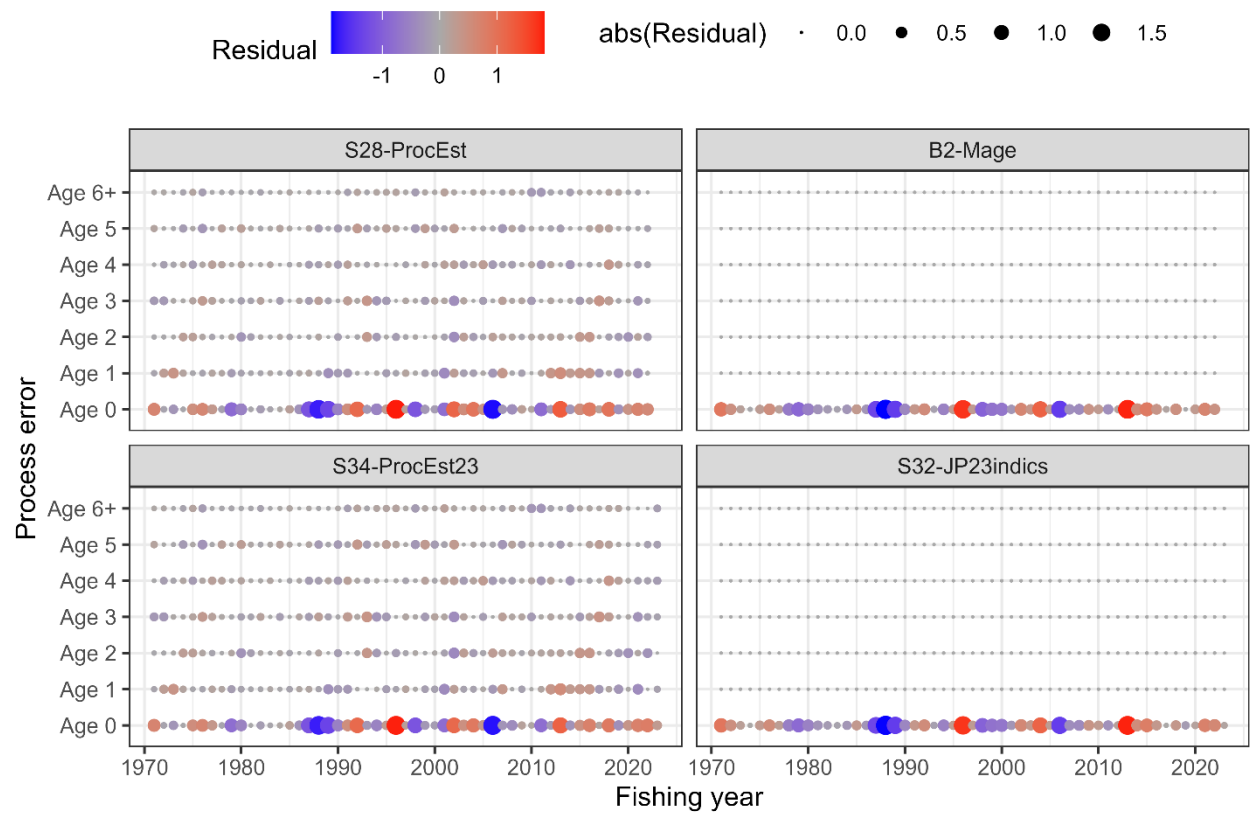 Residual
-1 0 1
abs(Residual) 0.0 0.5 1.0 1.5
S28-ProcEst B2-Mage
Process error
Age 6+
Age 5
Age 4
Age 3
Age 2
Age 1
Age 0
S34-ProcEst23 S32-JP23indics
Age 6+
Age 5
Age 4
Age 3
Age 2
Age 1
Age 0
1970 1980 1990 2000 2010 2020 1970 1980 1990 2000 2010 2020
Fishing year